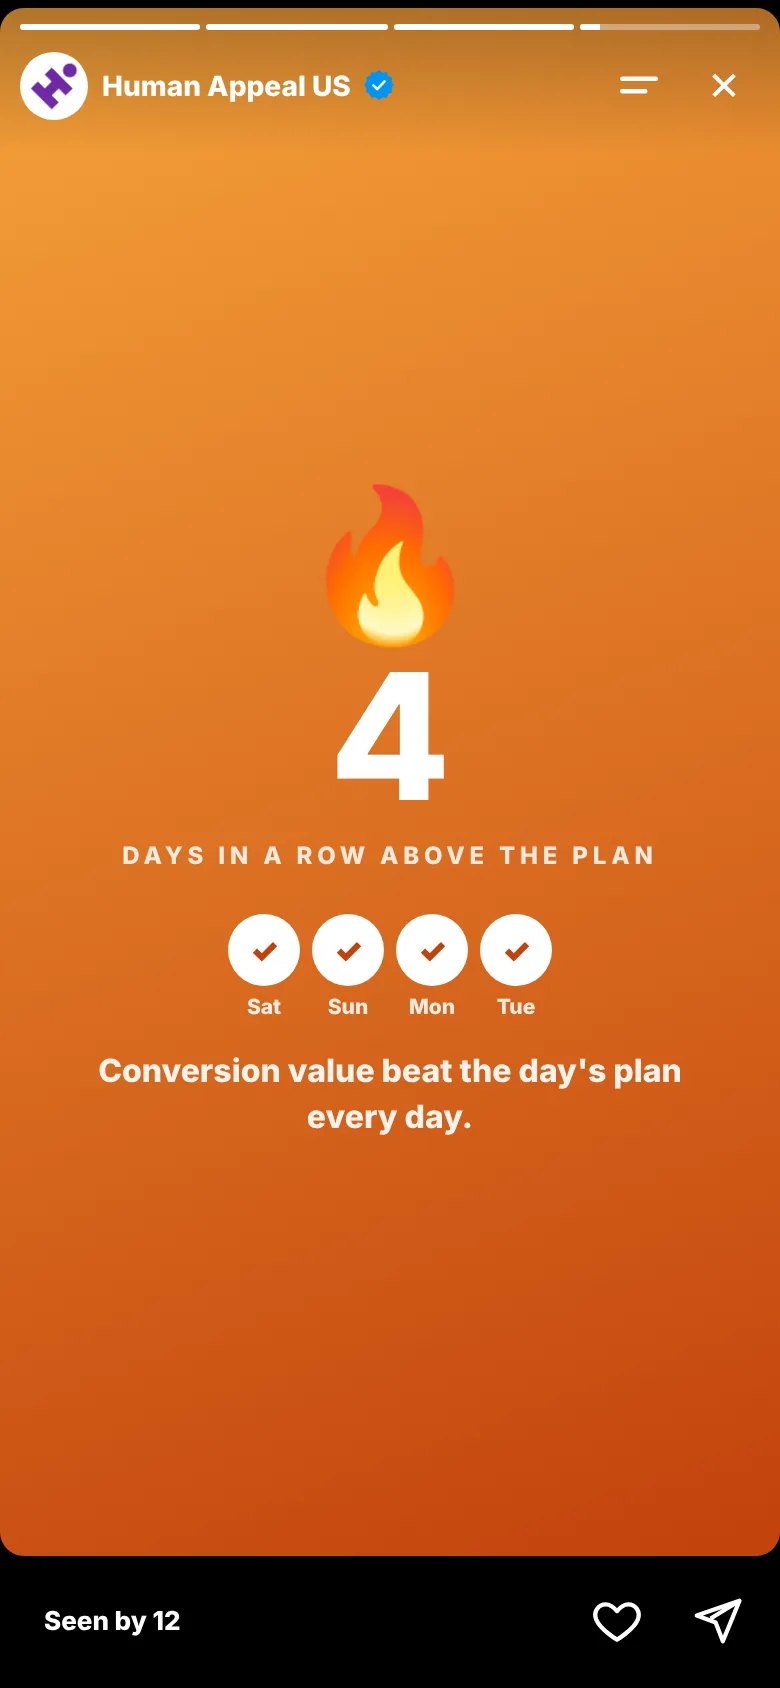 Human Appeal US
4
DAYS IN A ROW ABOVE THE PLAN
Sat Sun Mon Tue
Conversion value beat the day's plan
every day.
Seen by 12